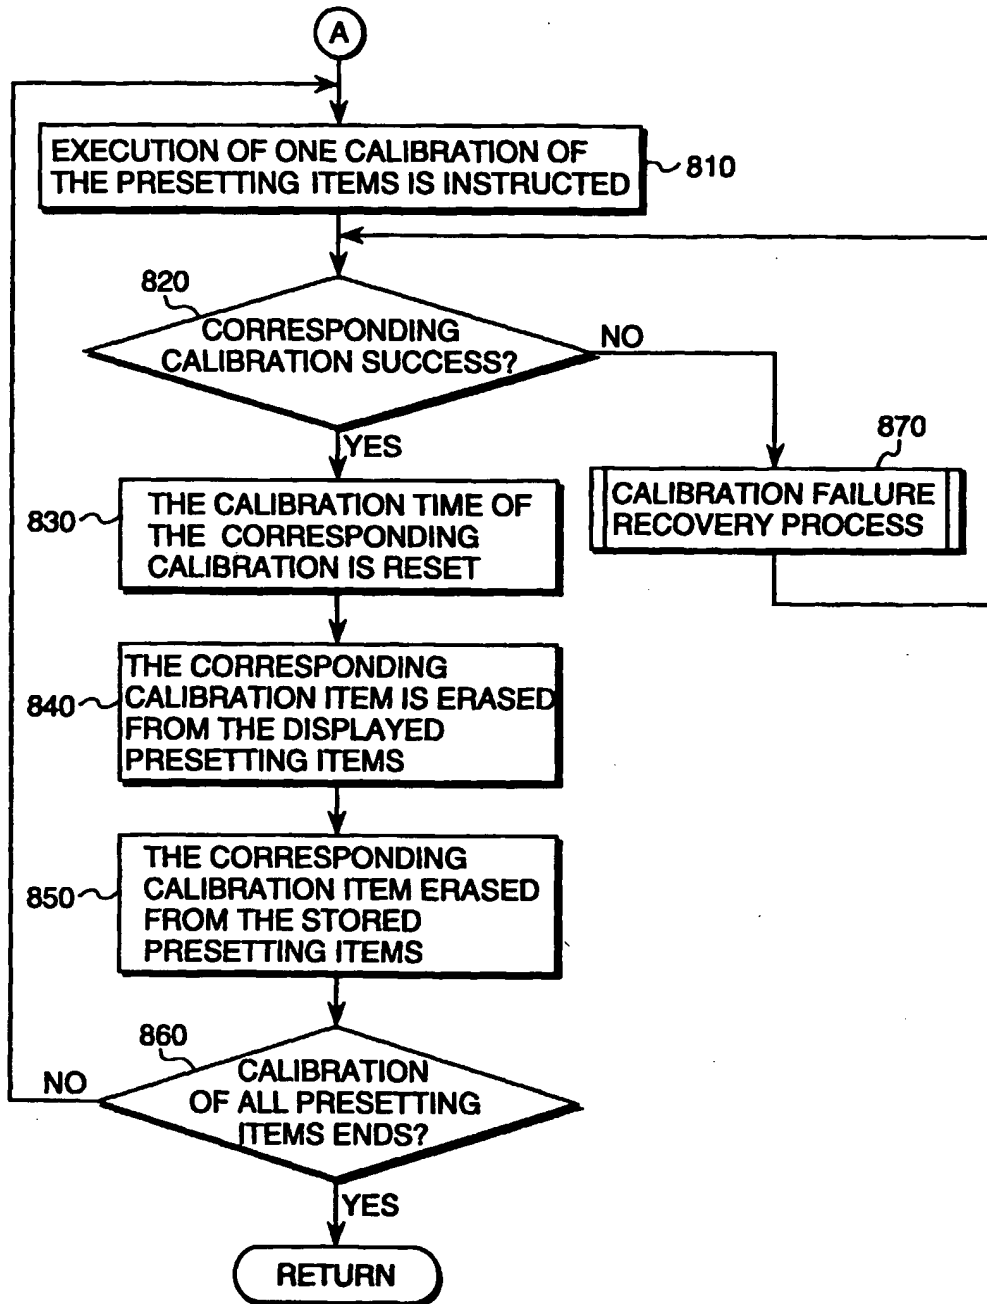 A
EXECUTION OF ONE CALIBRATION OF
THE PRESETTING ITEMS IS INSTRUCTED
810
820
CORRESPONDING
CALIBRATION SUCCESS?
NO
YES
870
CALIBRATION FAILURE
RECOVERY PROCESS
830
THE CALIBRATION TIME OF
THE CORRESPONDING
CALIBRATION IS RESET
840
THE CORRESPONDING
CALIBRATION ITEM IS ERASED
FROM THE DISPLAYED
PRESETTING ITEMS
850
THE CORRESPONDING
CALIBRATION ITEM ERASED
FROM THE STORED
PRESETTING ITEMS
860
CALIBRATION
OF ALL PRESETTING
ITEMS ENDS?
NO
YES
RETURN